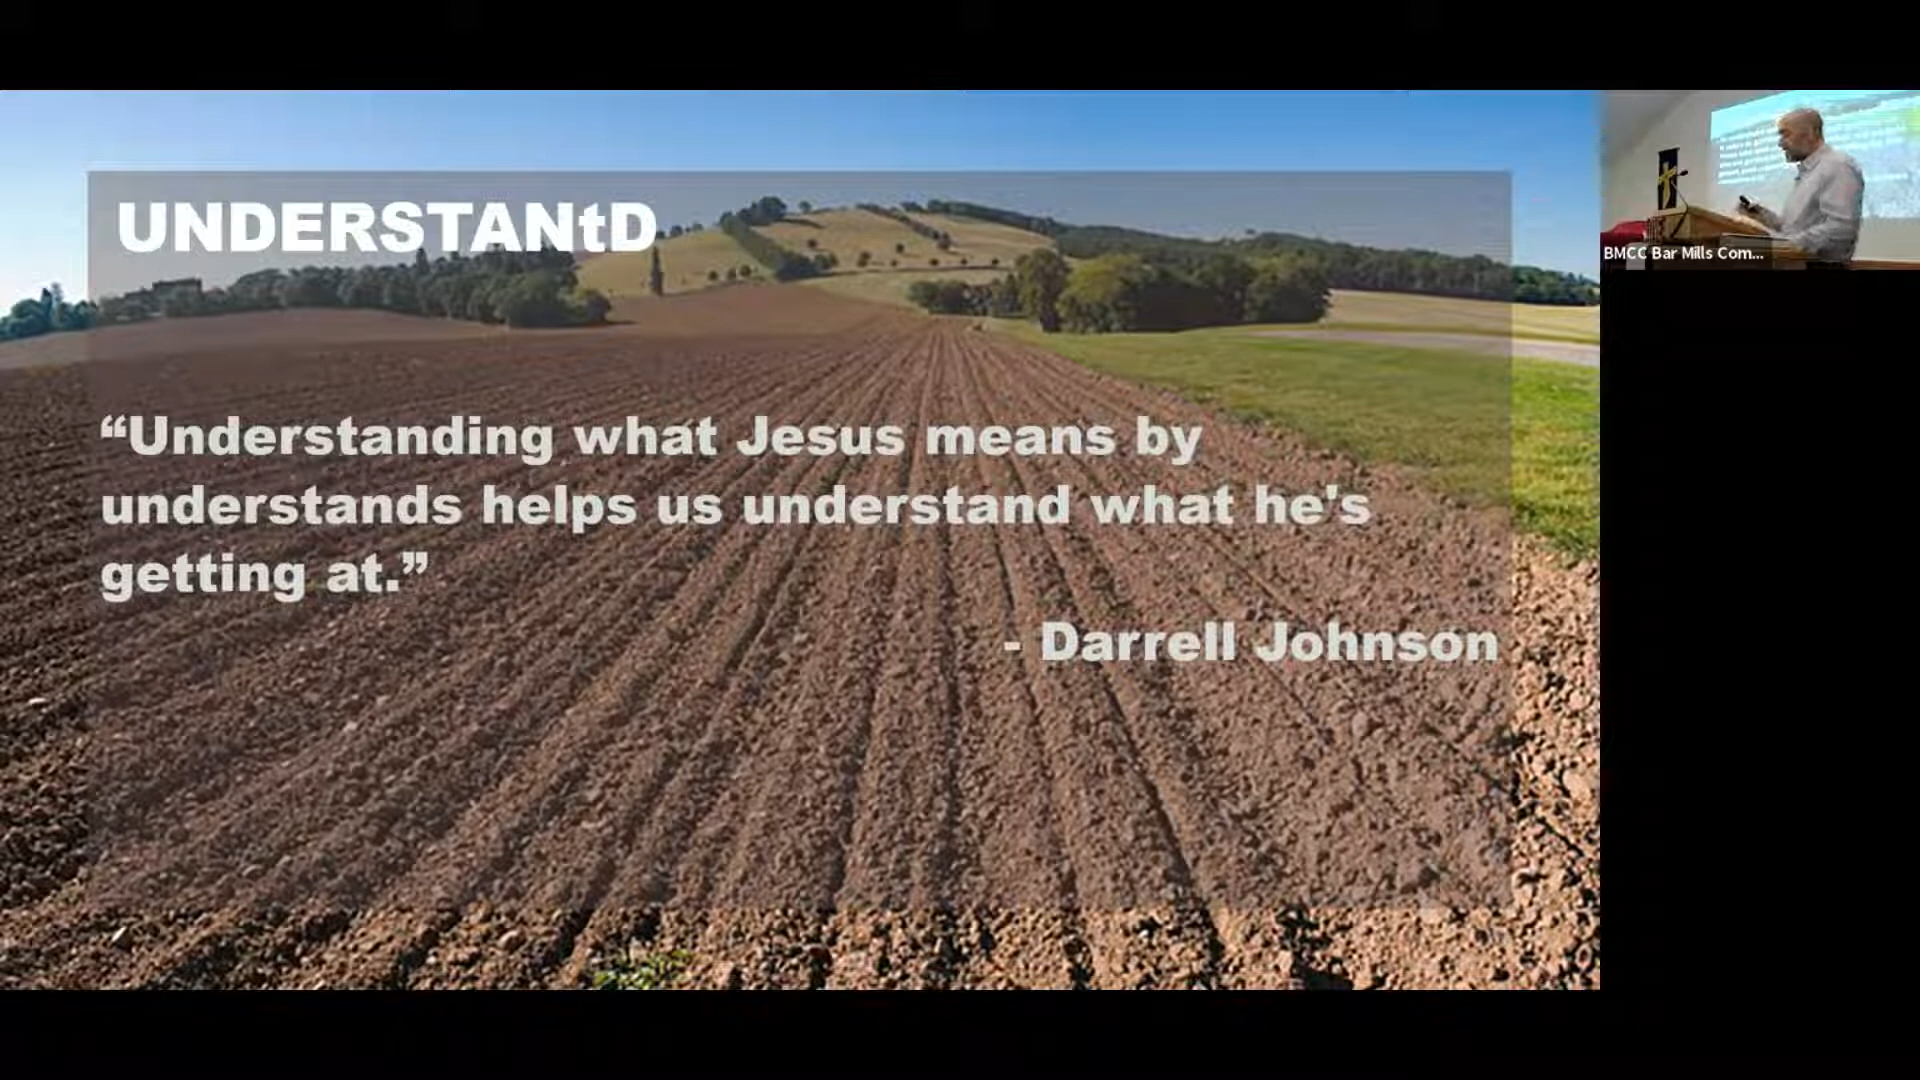 UNDERSTANtD
“Understanding what Jesus means by
understands helps us understand what he's
getting at.”
- Darrell Johnson
BMCC Bar Mills Com...